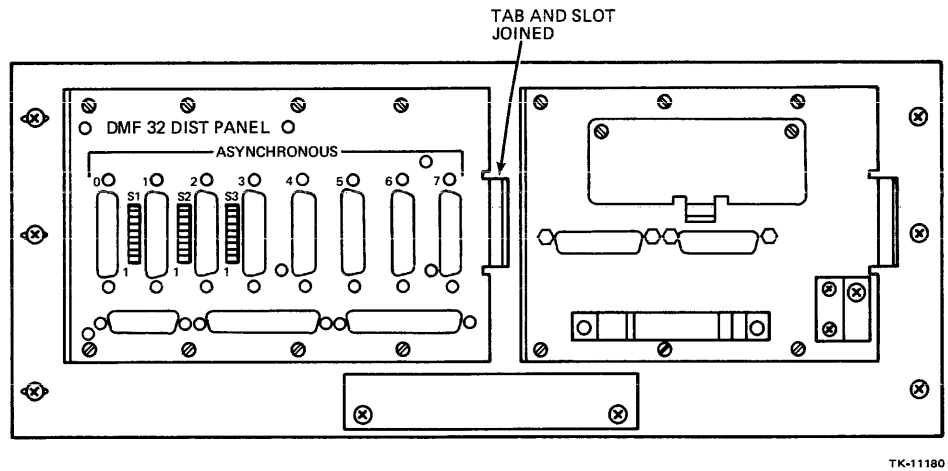 TAB AND SLOT
JOINED
DMF 32 DIST PANEL
ASYNCHRONOUS
0 1 2 3 4 5 6 7
S1 S2 S3
1 1 1
TK-11180